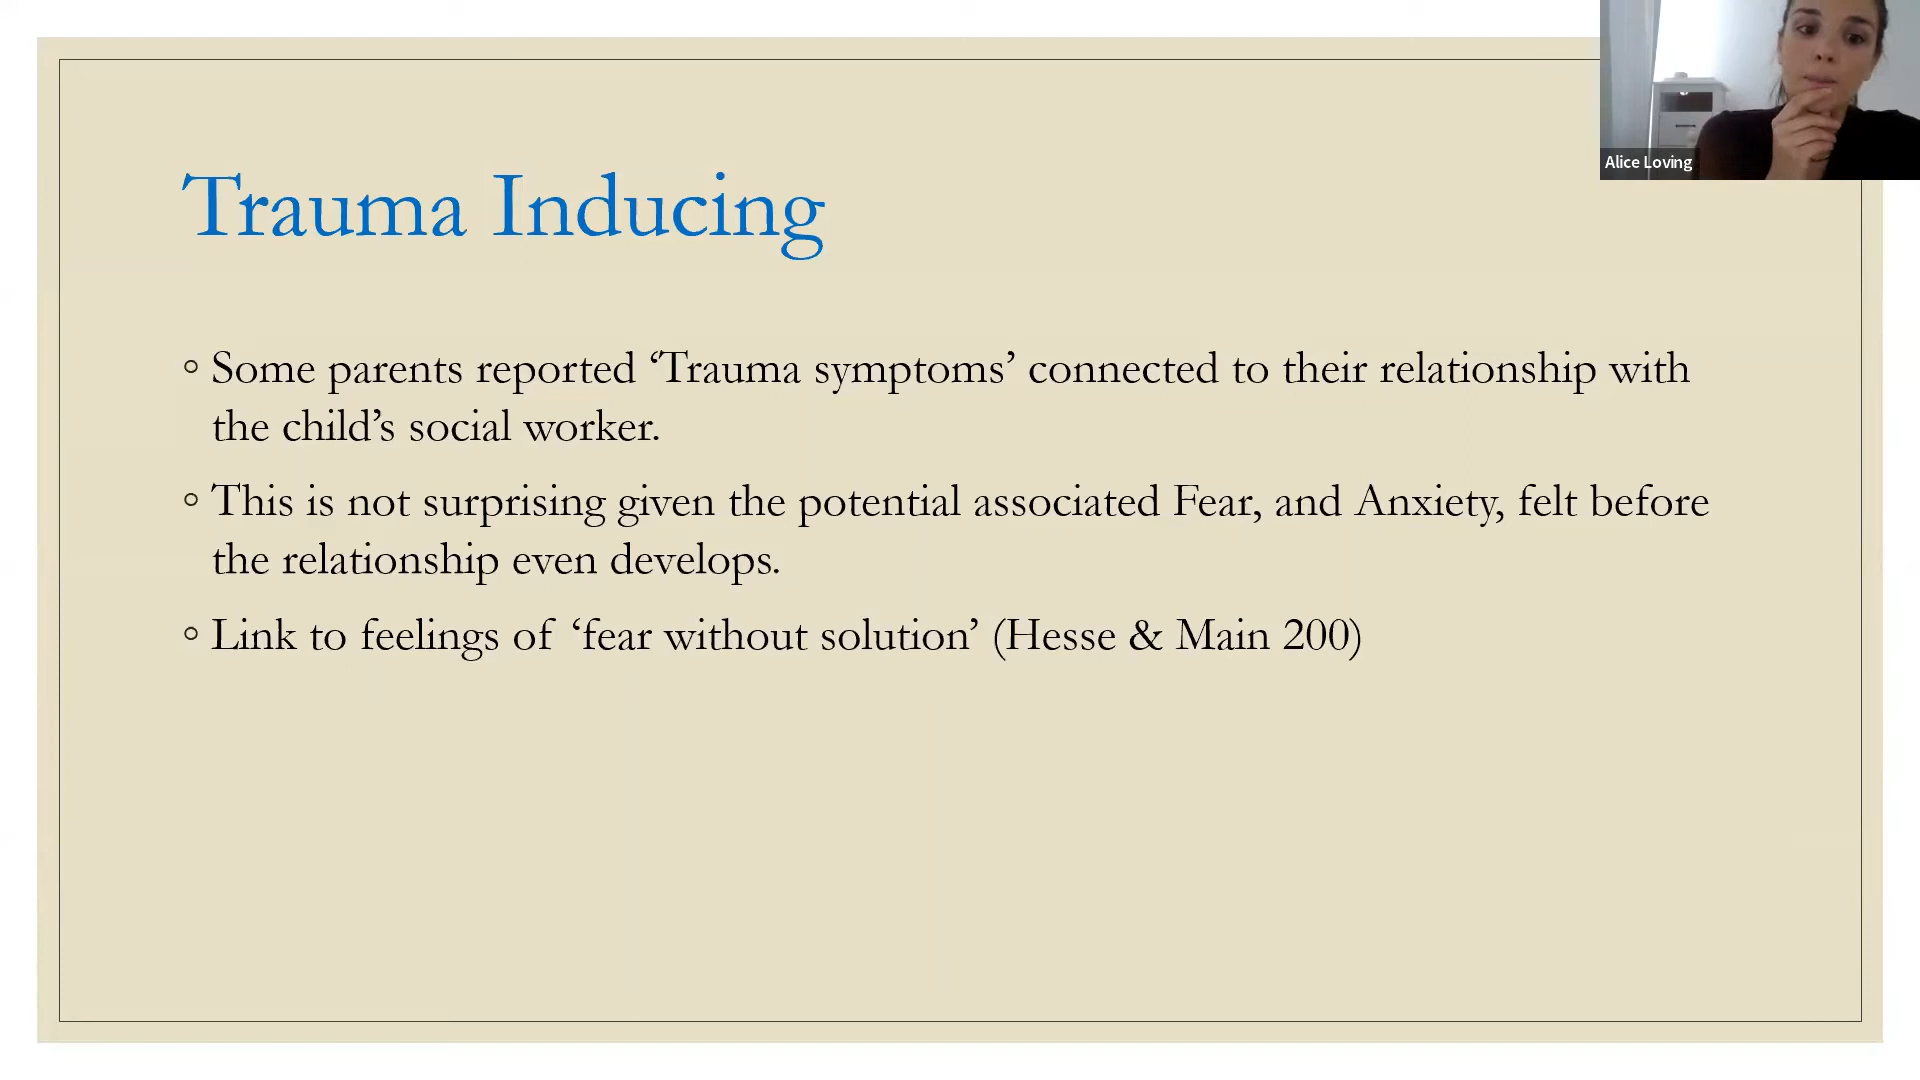 Alice Loving
Trauma Inducing
◦ Some parents reported ‘Trauma symptoms’ connected to their relationship with
the child’s social worker.
◦ This is not surprising given the potential associated Fear, and Anxiety, felt before
the relationship even develops.
◦ Link to feelings of ‘fear without solution’ (Hesse & Main 200)